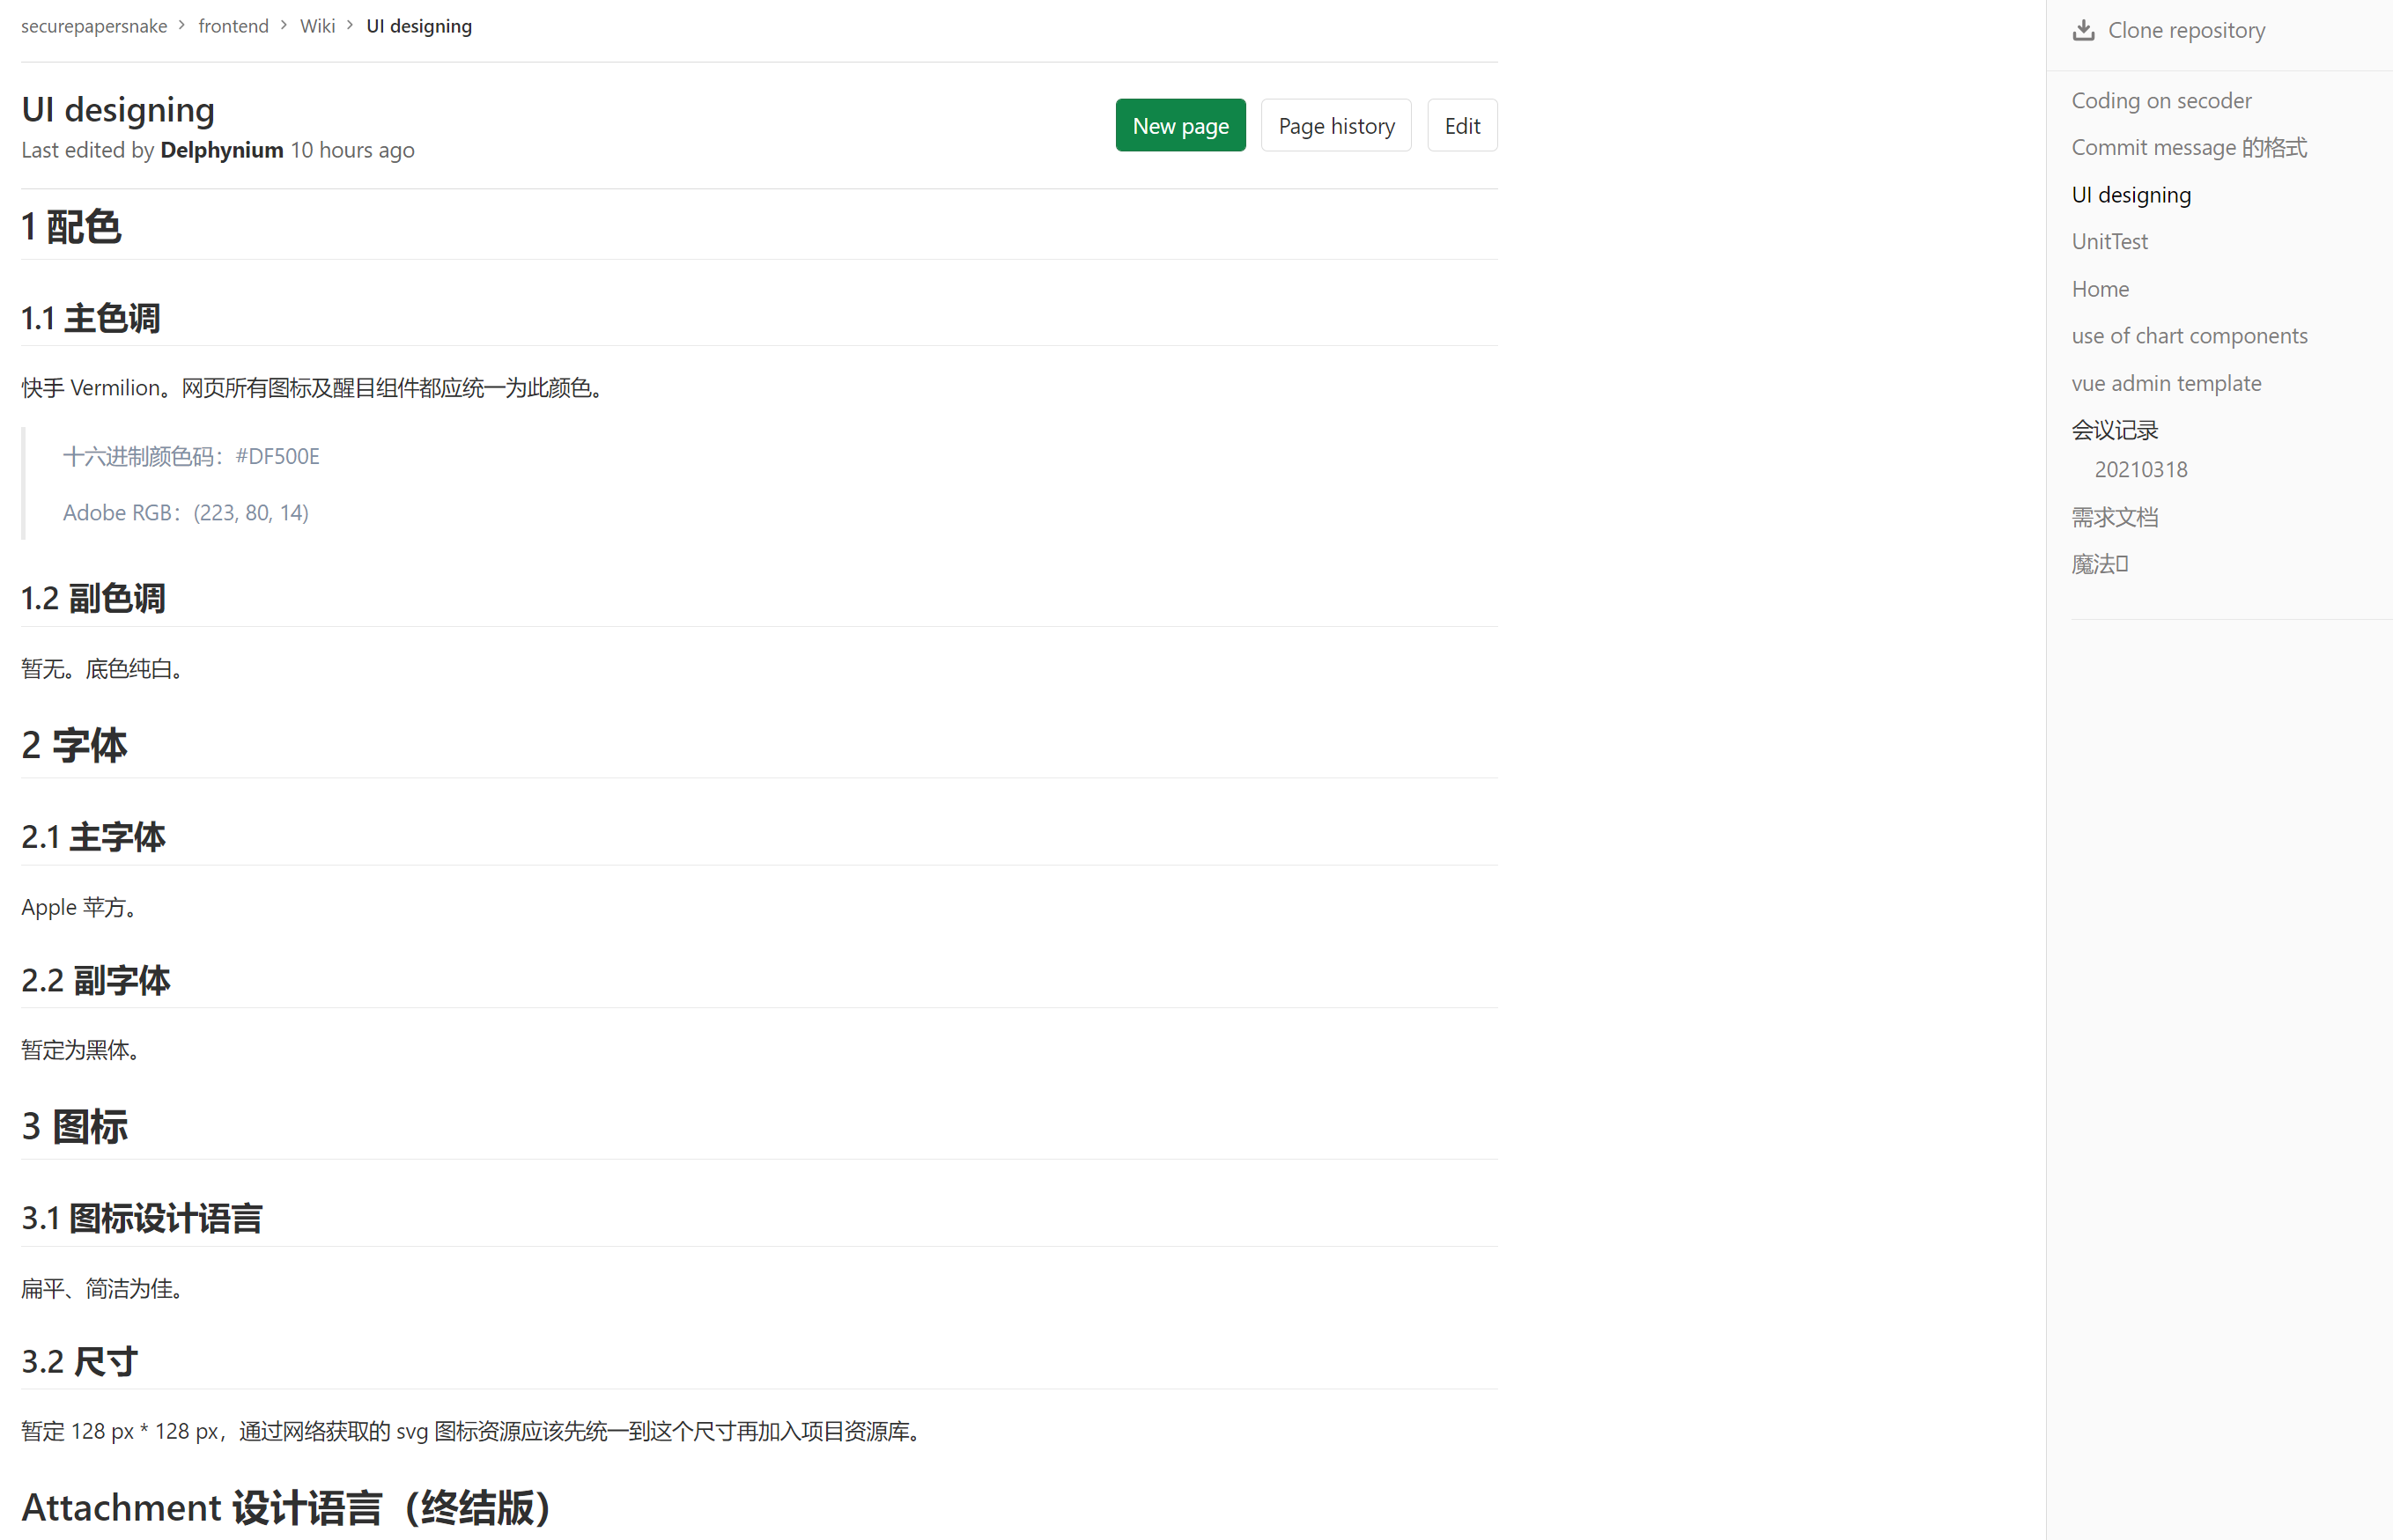 securepapersnake > frontend > Wiki > UI designing
UI designing
Last edited by Delphynium 10 hours ago
New page
Page history
Edit
1 配色
1.1 主色调
快手 Vermilion。网页所有图标及醒目组件都应统一为此颜色。
十六进制颜色码：#DF500E
Adobe RGB：(223, 80, 14)
1.2 副色调
暂无。底色纯白。
2 字体
2.1 主字体
Apple 苹方。
2.2 副字体
暂定为黑体。
3 图标
3.1 图标设计语言
扁平、简洁为佳。
3.2 尺寸
暂定 128 px * 128 px，通过网络获取的 svg 图标资源应该先统一到这个尺寸再加入项目资源库。
Attachment 设计语言（终结版）
Clone repository
Coding on secoder
Commit message 的格式
UI designing
UnitTest
Home
use of chart components
vue admin template
会议记录
20210318
需求文档
魔法